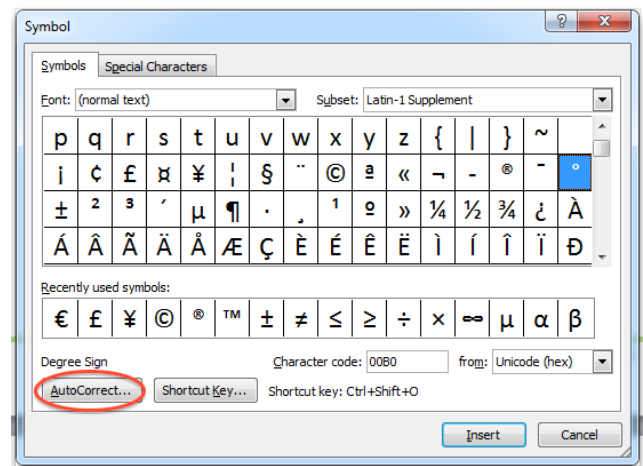 Symbol
Symbols Special Characters
Font: (normal text) Subset: Latin-1 Supplement
p q r s t u v w x y z { | } ~
¡ ¢ £ ¤ ¥ ¦ § ¨ © ª « ¬ - ® ¯ °
± ² ³ ´ µ ¶ · ¸ ¹ º » ¼ ½ ¾ ¿ À
Á Â Ã Ä Å Æ Ç È É Ê Ë Ì Í Î Ï Ð
Recently used symbols:
€ £ ¥ © ® ™ ± ≠ ≤ ≥ ÷ × ∞ µ α β
Degree Sign Character code: 00B0 from: Unicode (hex)
AutoCorrect... Shortcut Key... Shortcut key: Ctrl+Shift+O
Insert Cancel